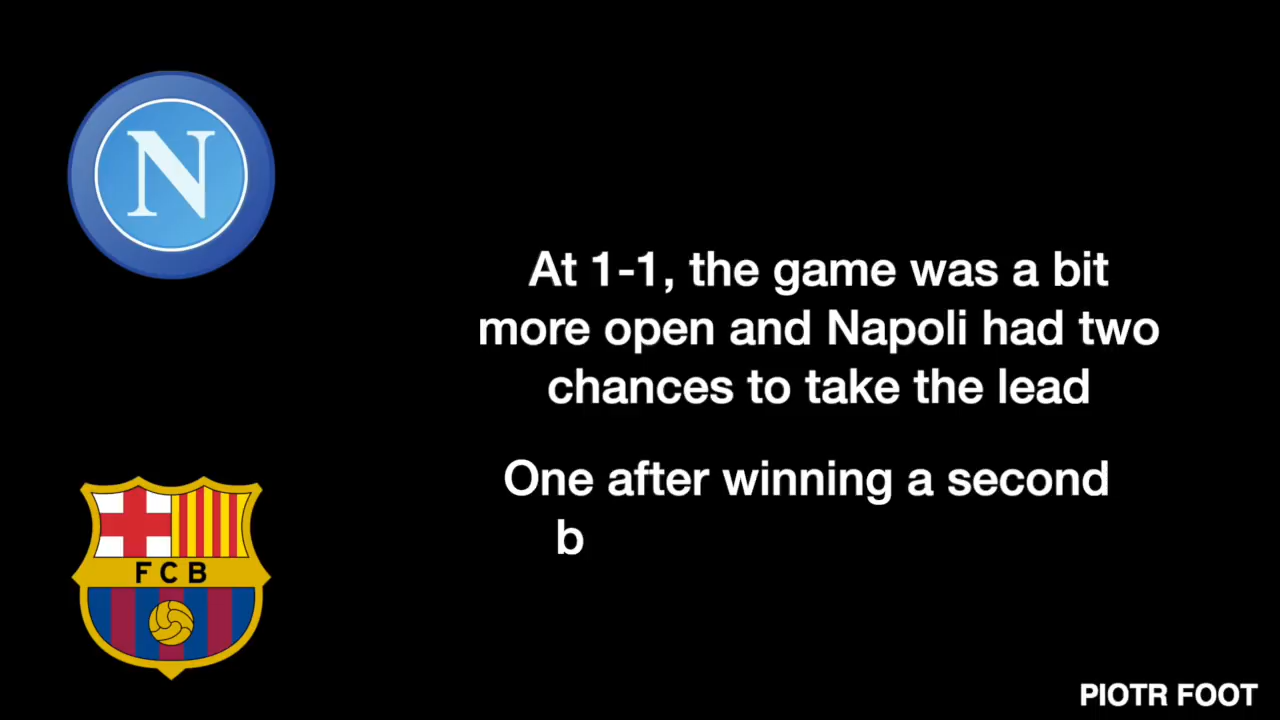 N
At 1-1, the game was a bit
more open and Napoli had two
chances to take the lead
One after winning a second
b
FCB
PIOTR FOOT